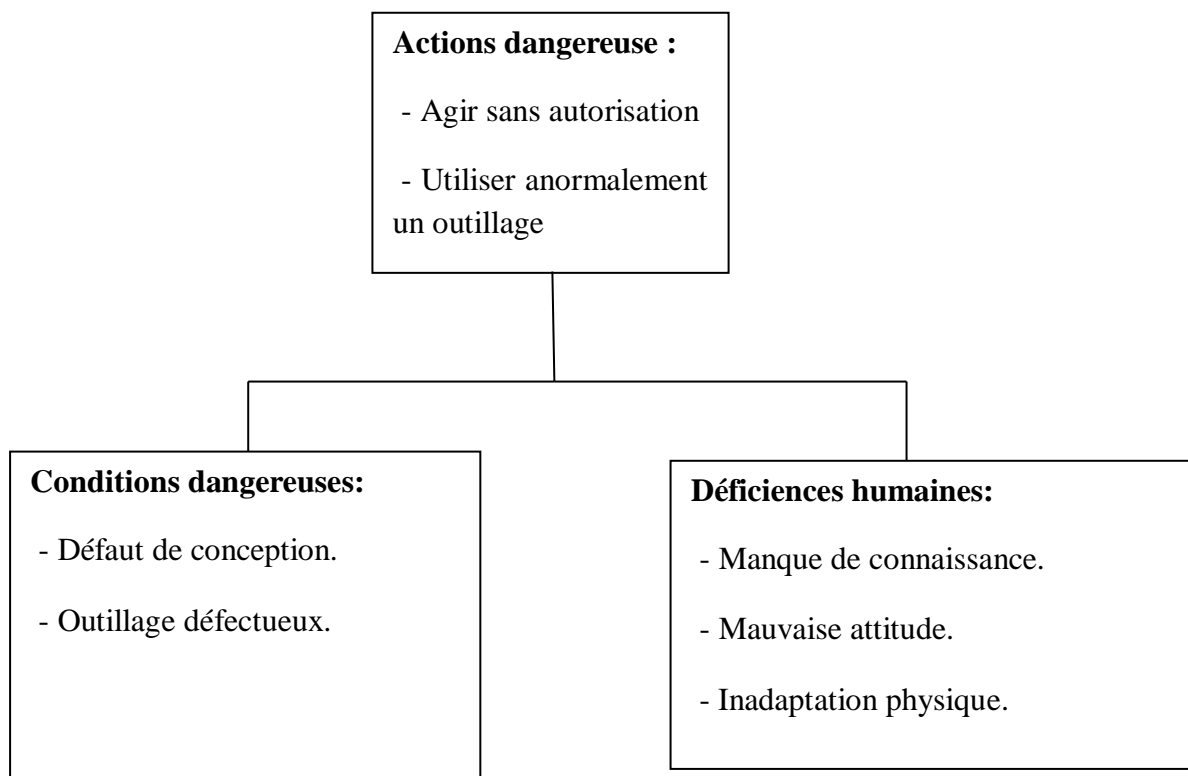 Actions dangereuse :
- Agir sans autorisation
- Utiliser anormalement
un outillage
Conditions dangereuses:
- Défaut de conception.
- Outillage défectueux.
Déficiences humaines:
- Manque de connaissance.
- Mauvaise attitude.
- Inadaptation physique.